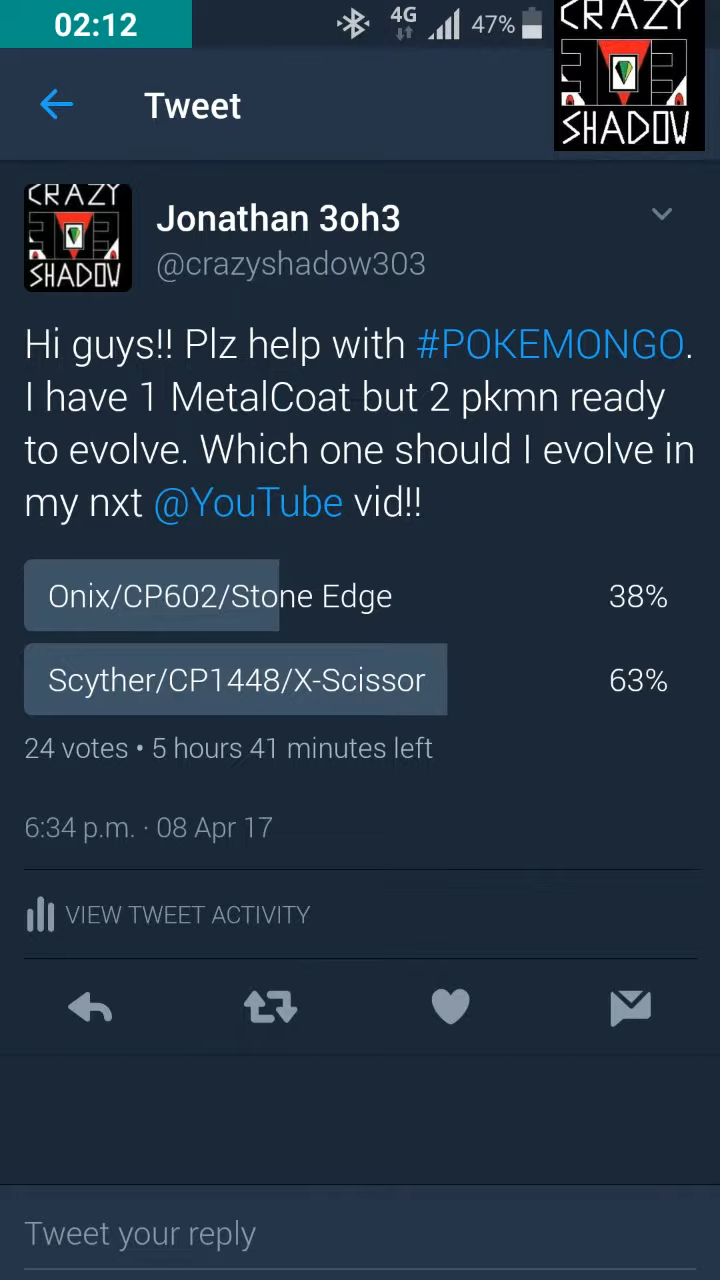 02:12
4G
47%
CRAZY
SHADOW
Tweet
CRAZY
SHADOW
Jonathan 3oh3
@crazyshadow303
Hi guys!! Plz help with #POKEMONGO.
I have 1 MetalCoat but 2 pkmn ready
to evolve. Which one should I evolve in
my nxt @YouTube vid!!
Onix/CP602/Stone Edge 38%
Scyther/CP1448/X-Scissor 63%
24 votes • 5 hours 41 minutes left
6:34 p.m. · 08 Apr 17
VIEW TWEET ACTIVITY
Tweet your reply